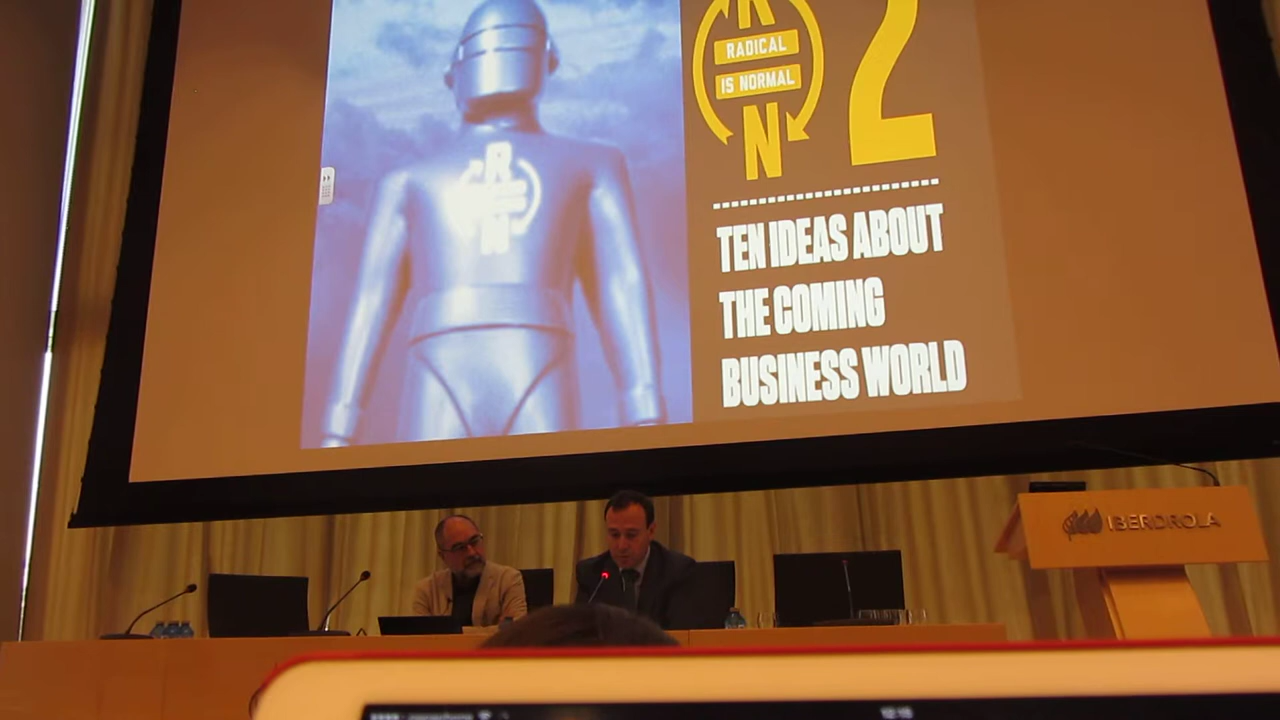 R
RADICAL
IS NORMAL
N
2
R
N
TEN IDEAS ABOUT
THE COMING
BUSINESS WORLD
IBERDROLA